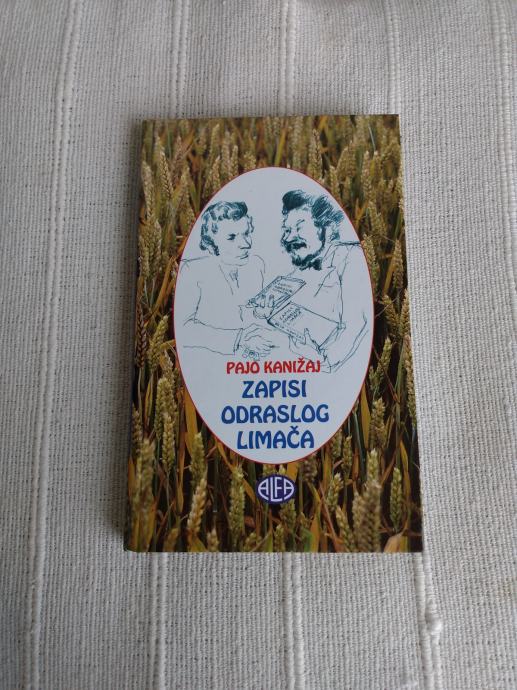 PAJO KANIŽAJ
ZAPISI
ODRASLOG
LIMAČA
ALFA